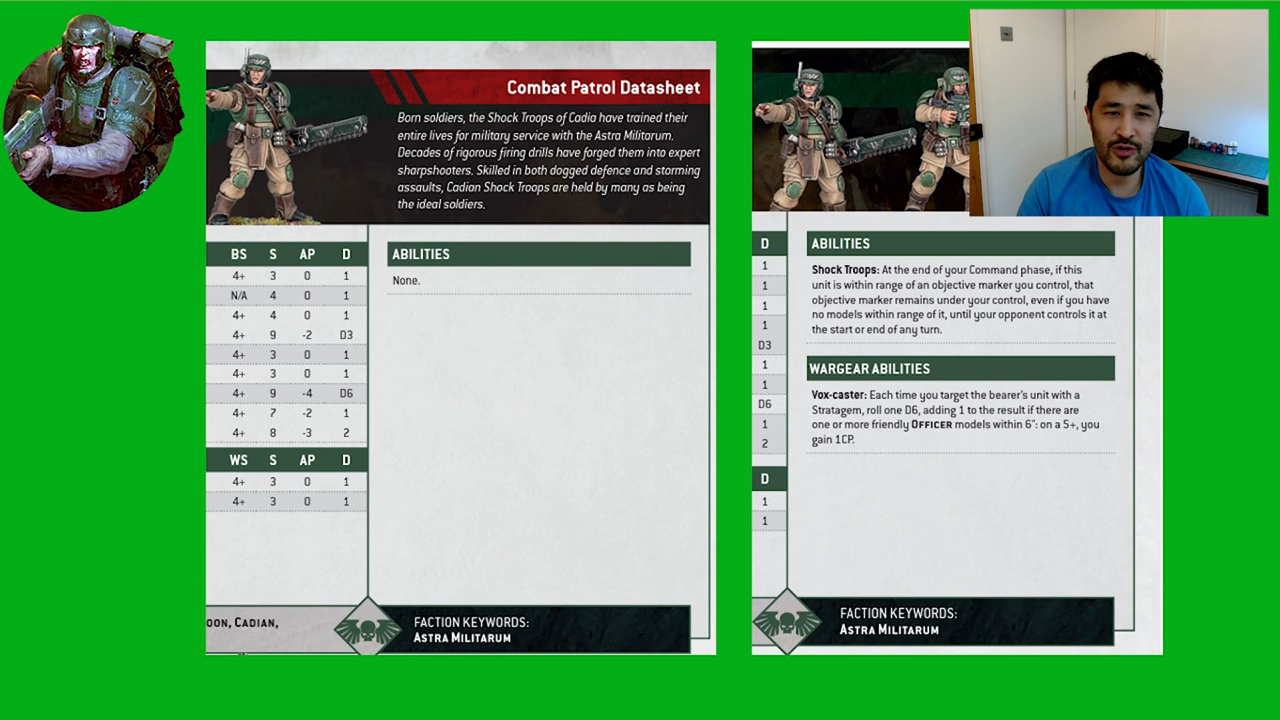 Combat Patrol Datasheet
Born soldiers, the Shock Troops of Cadia have trained their
entire lives for military service with the Astra Militarum.
Decades of rigorous firing drills have forged them into expert
sharpshooters. Skilled in both dogged defence and storming
assaults, Cadian Shock Troops are held by many as being
the ideal soldiers.
BS S AP D
4+ 3 0 1
N/A 4 0 1
4+ 4 0 1
4+ 9 -2 D3
4+ 3 0 1
4+ 3 0 1
4+ 9 -4 D6
4+ 7 -2 1
4+ 8 -3 2
WS S AP D
4+ 3 0 1
4+ 3 0 1
ABILITIES
None.
OON, CADIAN,
FACTION KEYWORDS:
ASTRA MILITARUM
D
1
1
1
1
D3
1
1
D6
1
2
D
1
1
ABILITIES
Shock Troops: At the end of your Command phase, if this
unit is within range of an objective marker you control, that
objective marker remains under your control, even if you have
no models within range of it, until your opponent controls it at
the start or end of any turn.
WARGEAR ABILITIES
Vox-caster: Each time you target the bearer's unit with a
Stratagem, roll one D6, adding 1 to the result if there are
one or more friendly OFFICER models within 6": on a 5+, you
gain 1CP.
FACTION KEYWORDS:
ASTRA MILITARUM